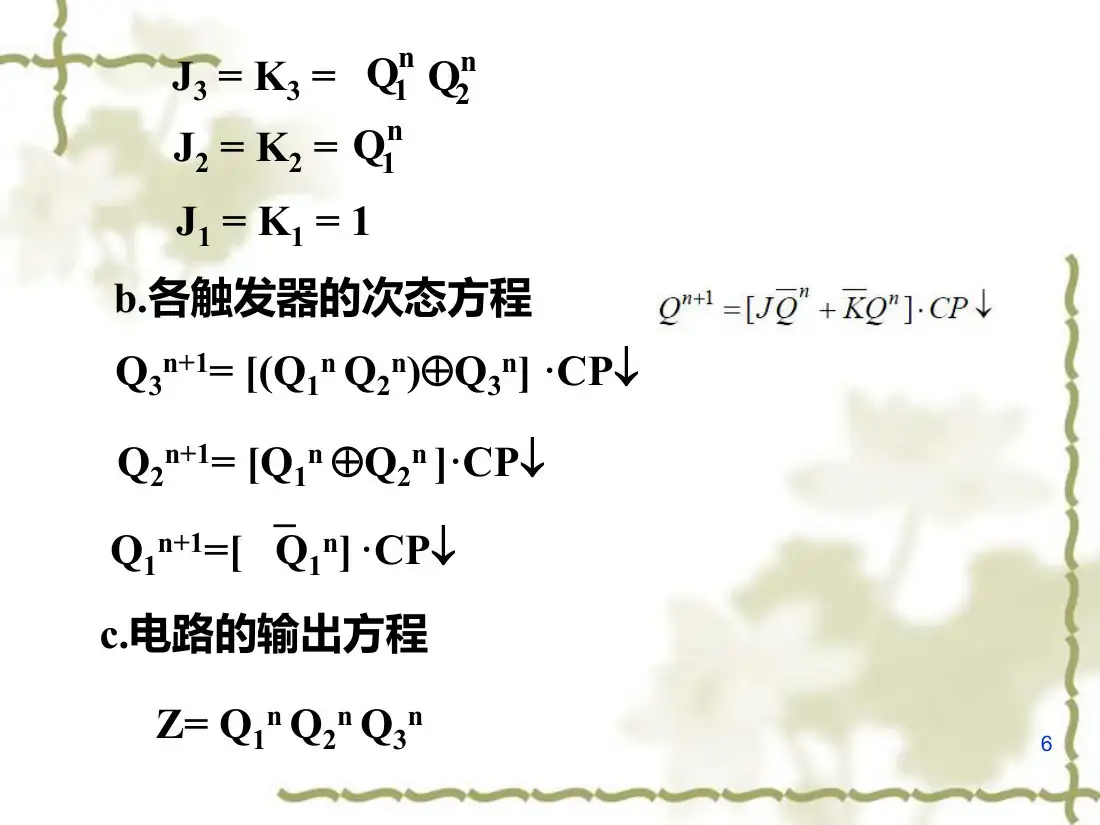 J₃ = K₃ = Q₁ⁿ Q₂ⁿ
J₂ = K₂ = Q₁ⁿ
J₁ = K₁ = 1
b.各触发器的次态方程
Qⁿ⁺¹ =[JQ̅ⁿ + K̅Qⁿ]·CP↓
Q₃ⁿ⁺¹= [(Q₁ⁿ Q₂ⁿ)⊕Q₃ⁿ] ·CP↓
Q₂ⁿ⁺¹= [Q₁ⁿ ⊕Q₂ⁿ ]·CP↓
Q₁ⁿ⁺¹=[ Q̅₁ⁿ] ·CP↓
c.电路的输出方程
Z= Q₁ⁿ Q₂ⁿ Q₃ⁿ
6